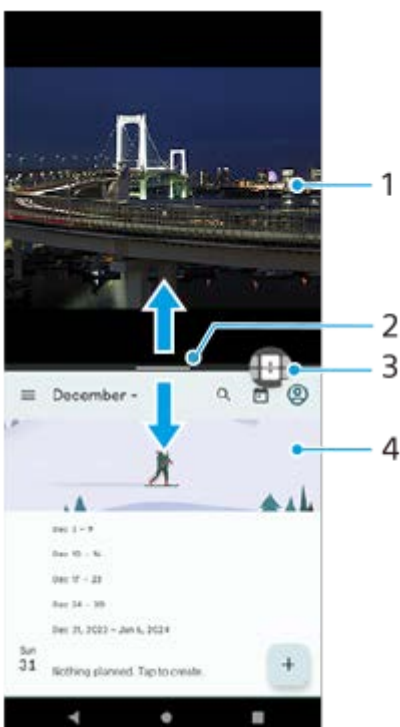 1
2
3
December
4
Dec 3 - 9
Dec 10 - 16
Dec 17 - 23
Dec 24 - 30
Dec 31, 2023 – Jan 6, 2024
Sun
31
Nothing planned. Tap to create.